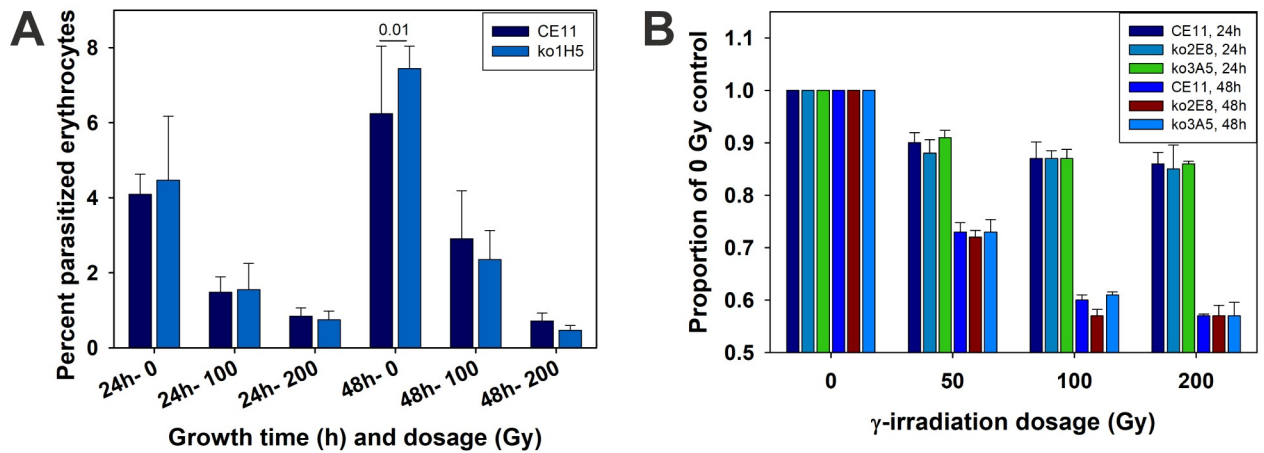 A
Percent parasitized erythrocytes
8
6
4
2
0
0.01
CE11
ko1H5
24h- 0
24h- 100
24h- 200
48h- 0
48h- 100
48h- 200
Growth time (h) and dosage (Gy)
B
Proportion of 0 Gy control
1.1
1.0
0.9
0.8
0.7
0.6
0.5
CE11, 24h
ko2E8, 24h
ko3A5, 24h
CE11, 48h
ko2E8, 48h
ko3A5, 48h
0
50
100
200
γ-irradiation dosage (Gy)